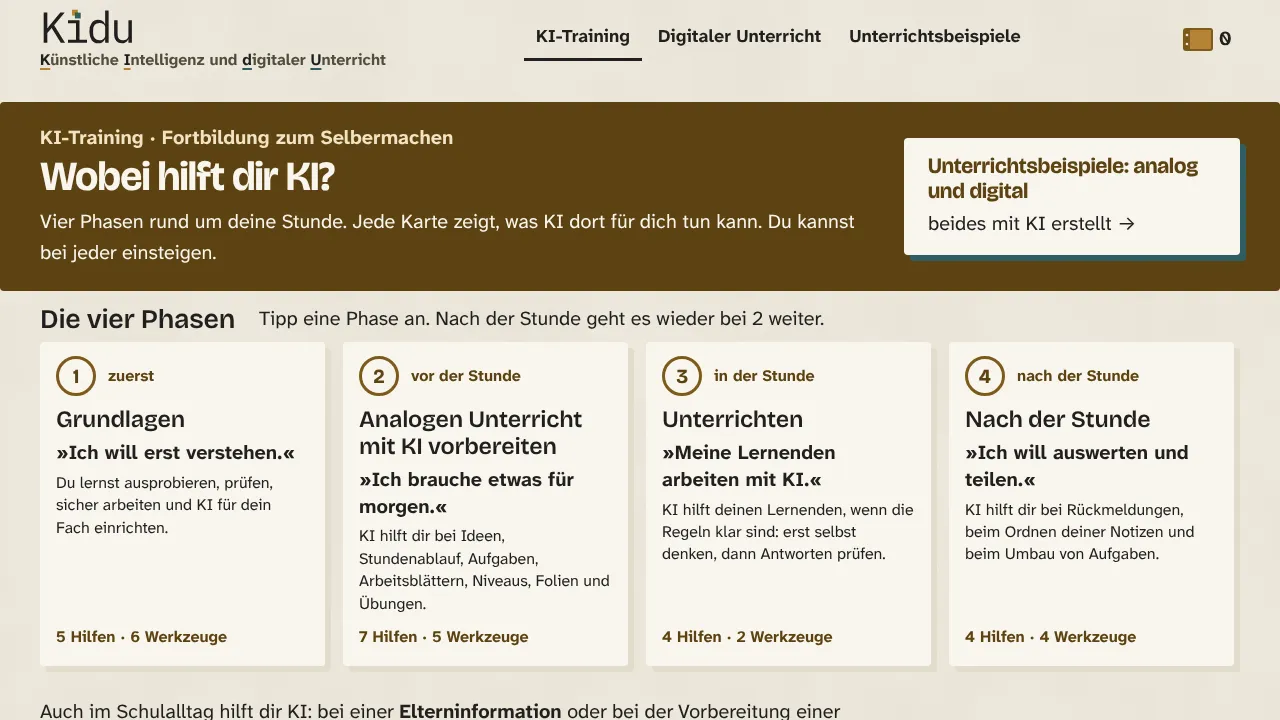 Kidu
Künstliche Intelligenz und digitaler Unterricht
KI-Training
Digitaler Unterricht
Unterrichtsbeispiele
0
KI-Training · Fortbildung zum Selbermachen
Wobei hilft dir KI?
Vier Phasen rund um deine Stunde. Jede Karte zeigt, was KI dort für dich tun kann. Du kannst
bei jeder einsteigen.
Unterrichtsbeispiele: analog
und digital
beides mit KI erstellt →
Die vier Phasen
Tipp eine Phase an. Nach der Stunde geht es wieder bei 2 weiter.
1 zuerst
Grundlagen
»Ich will erst verstehen.«
Du lernst ausprobieren, prüfen,
sicher arbeiten und KI für dein
Fach einrichten.
5 Hilfen · 6 Werkzeuge
2 vor der Stunde
Analogen Unterricht
mit KI vorbereiten
»Ich brauche etwas für
morgen.«
KI hilft dir bei Ideen,
Stundenablauf, Aufgaben,
Arbeitsblättern, Niveaus, Folien und
Übungen.
7 Hilfen · 5 Werkzeuge
3 in der Stunde
Unterrichten
»Meine Lernenden
arbeiten mit KI.«
KI hilft deinen Lernenden, wenn die
Regeln klar sind: erst selbst
denken, dann Antworten prüfen.
4 Hilfen · 2 Werkzeuge
4 nach der Stunde
Nach der Stunde
»Ich will auswerten und
teilen.«
KI hilft dir bei Rückmeldungen,
beim Ordnen deiner Notizen und
beim Umbau von Aufgaben.
4 Hilfen · 4 Werkzeuge
Auch im Schulalltag hilft dir KI: bei einer Elterninformation oder bei der Vorbereitung einer